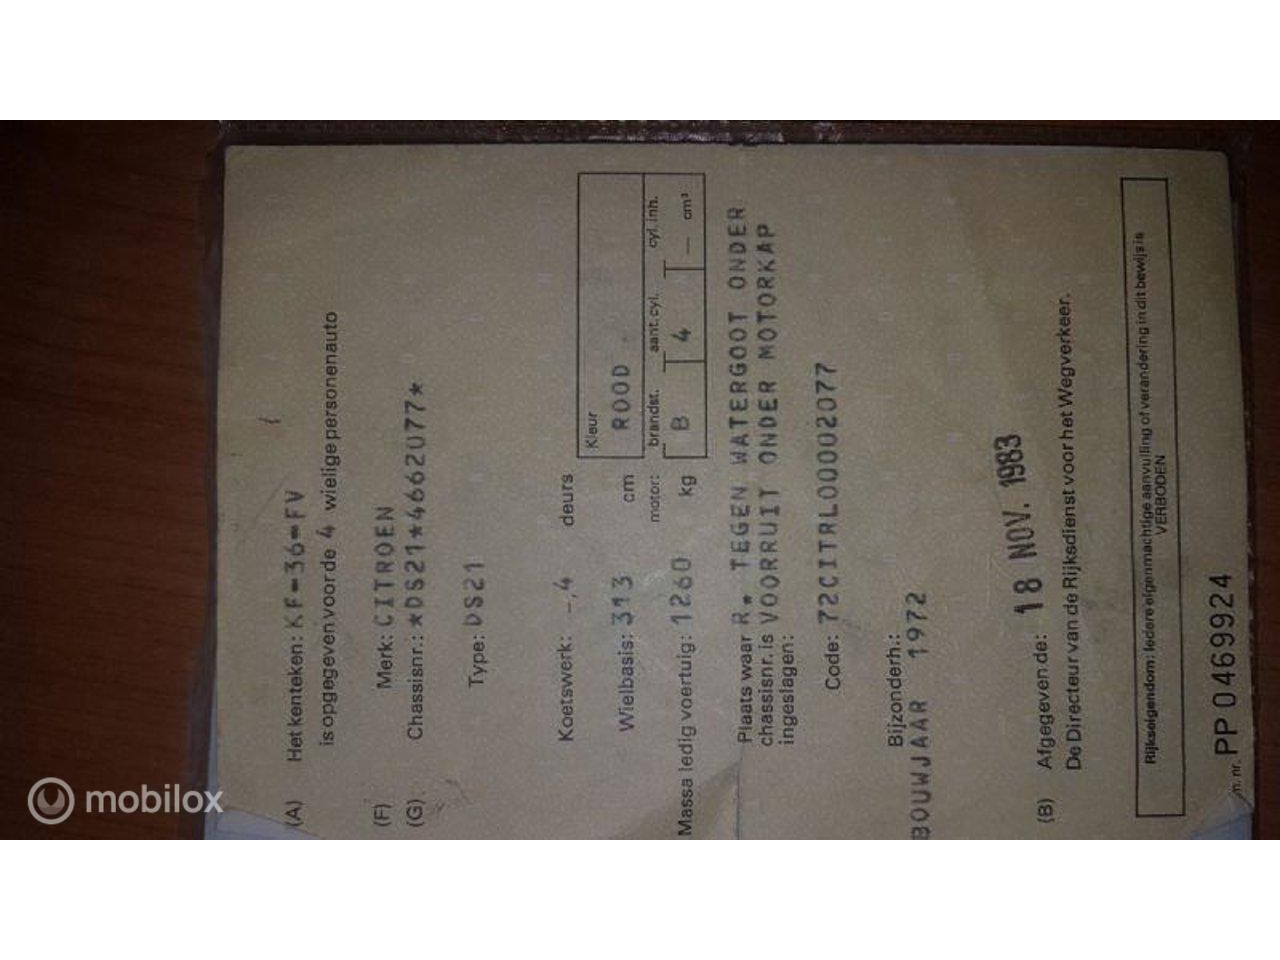 (A) Het kenteken: KF-36-FV
is opgegeven voor de 4 wielige personenauto
(F) Merk: CITROEN
(G) Chassisnr.: *DS21*4662077*
Type: DS21
Koetswerk: -,4 deurs
Kleur
ROOD
Wielbasis: 313 cm
motor: brandst. aant.cyl. cyl.inh.
Massa ledig voertuig: 1260 kg B 4 — cm³
Plaats waar R. TEGEN WATERGOOT ONDER
chassisnr. is VOORRUIT ONDER MOTORKAP
ingeslagen:
Code: 72CITRL00002077
Bijzonderh.:
BOUWJAAR 1972
(B) Afgegeven de: 18 NOV. 1983
De Directeur van de Rijksdienst voor het Wegverkeer.
Rijkseigendom: Iedere eigenmachtige aanvulling of verandering in dit bewijs is
VERBODEN
m. nr. PP 0469924
mobilox